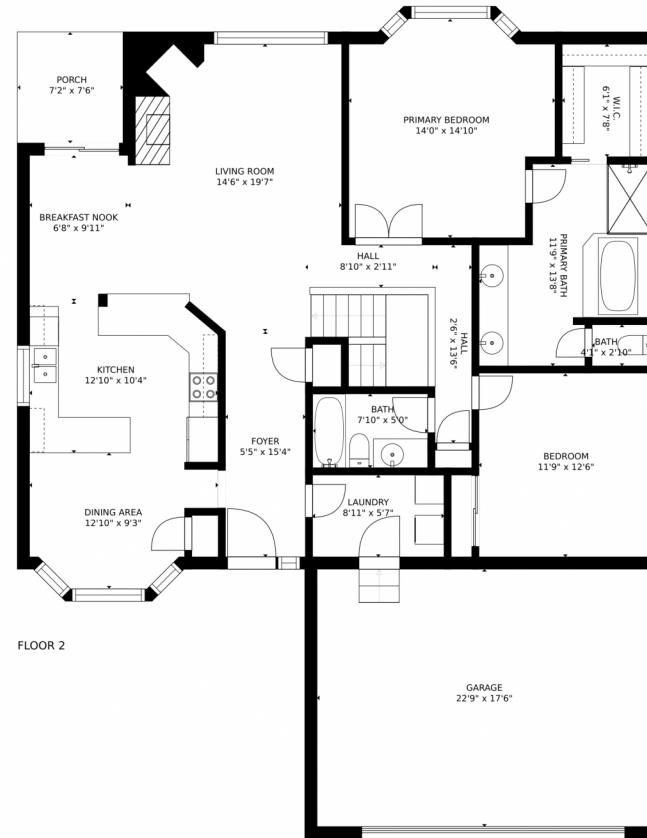 PORCH
7'2" x 7'6"
PRIMARY BEDROOM
14'0" x 14'10"
W.I.C.
6'1" x 7'8"
LIVING ROOM
14'6" x 19'7"
BREAKFAST NOOK
6'8" x 9'11"
HALL
8'10" x 2'11"
PRIMARY BATH
11'9" x 13'8"
HALL
2'6" x 13'6"
BATH
4'1" x 2'10"
KITCHEN
12'10" x 10'4"
BATH
7'10" x 5'0"
FOYER
5'5" x 15'4"
BEDROOM
11'9" x 12'6"
LAUNDRY
8'11" x 5'7"
DINING AREA
12'10" x 9'3"
FLOOR 2
GARAGE
22'9" x 17'6"